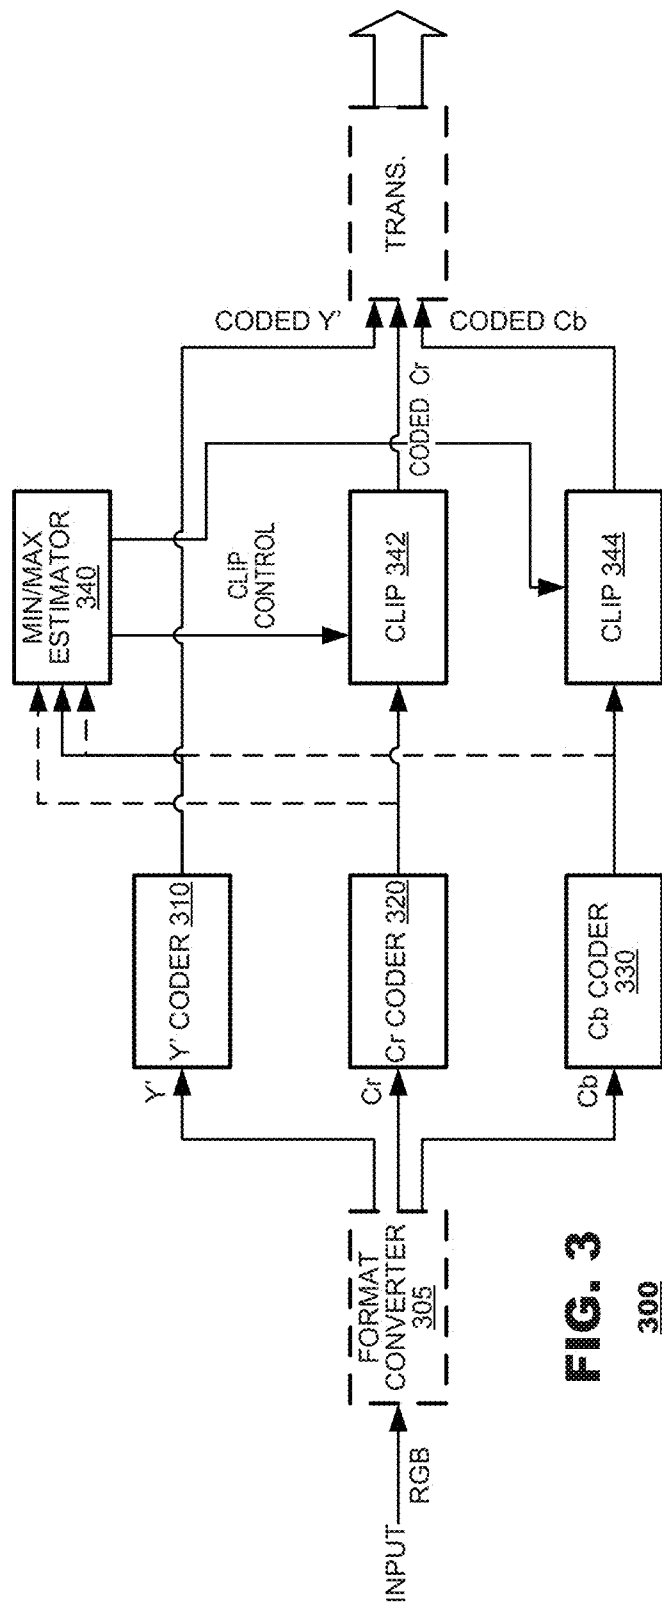 INPUT
RGB
FORMAT
CONVERTER
305
Y'
Cr
Cb
Y' CODER 310
Cr CODER 320
Cb CODER
330
MIN/MAX
ESTIMATOR
340
CLIP
CONTROL
CLIP 342
CLIP 344
CODED Y'
CODED Cr
CODED Cb
TRANS.
FIG. 3
300